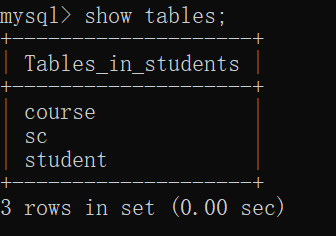 mysql> show tables;
+--------------------+
| Tables_in_students |
+--------------------+
| course             |
| sc                 |
| student            |
+--------------------+
3 rows in set (0.00 sec)